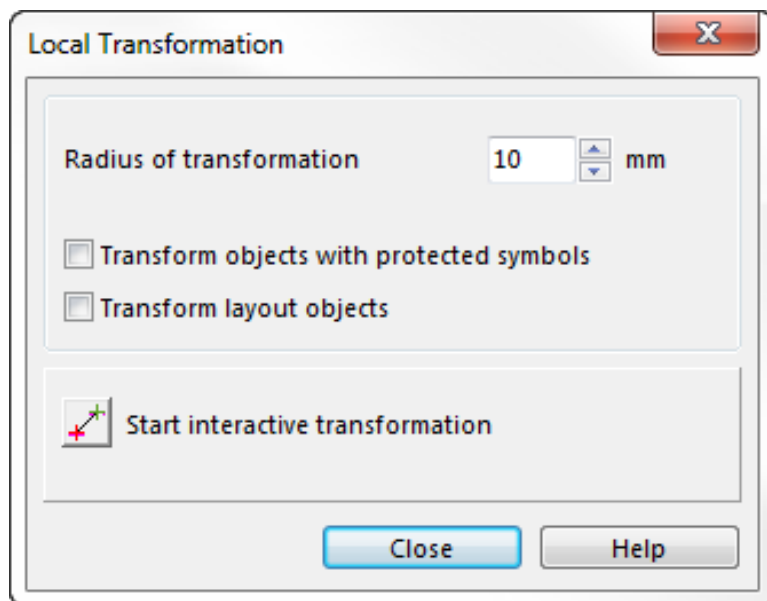 Local Transformation
Radius of transformation 10 mm
Transform objects with protected symbols
Transform layout objects
Start interactive transformation
Close Help